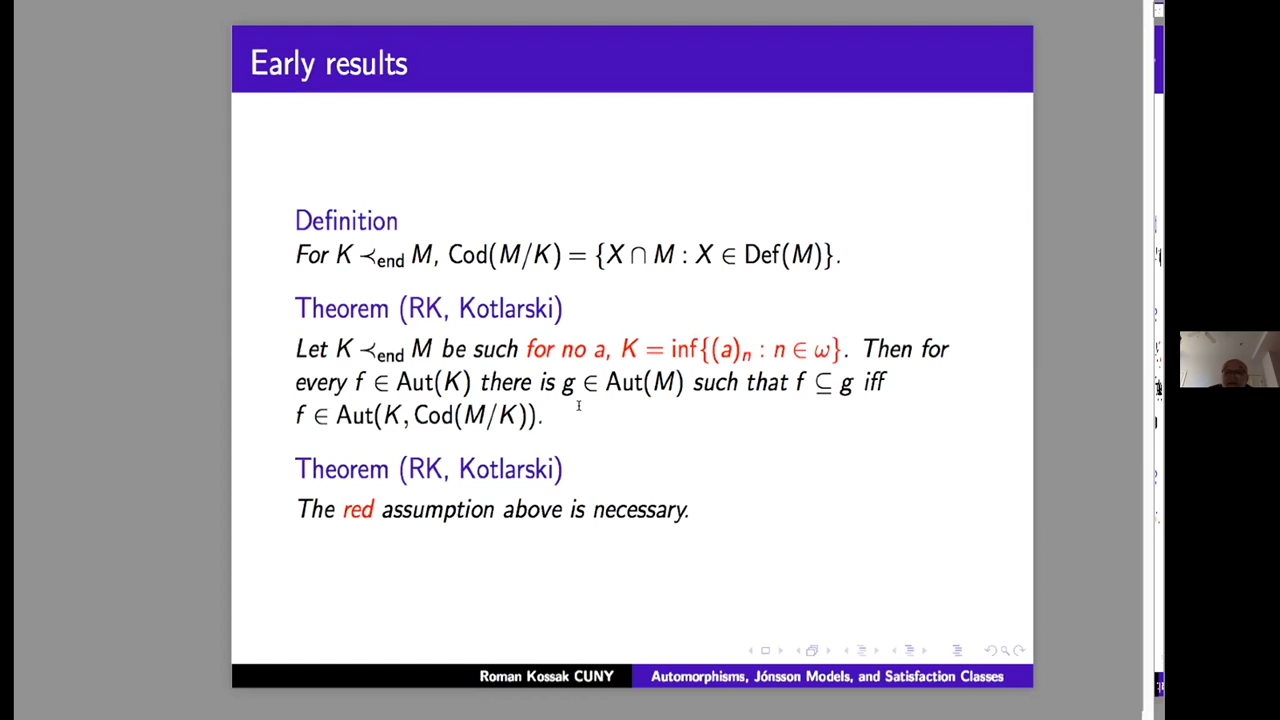 Early results
Definition
For K ≺end M, Cod(M/K) = {X ∩ M : X ∈ Def(M)}.
Theorem (RK, Kotlarski)
Let K ≺end M be such for no a, K = inf{(a)n : n ∈ ω}. Then for
every f ∈ Aut(K) there is g ∈ Aut(M) such that f ⊆ g iff
f ∈ Aut(K, Cod(M/K)).
Theorem (RK, Kotlarski)
The red assumption above is necessary.
Roman Kossak CUNY
Automorphisms, Jónsson Models, and Satisfaction Classes